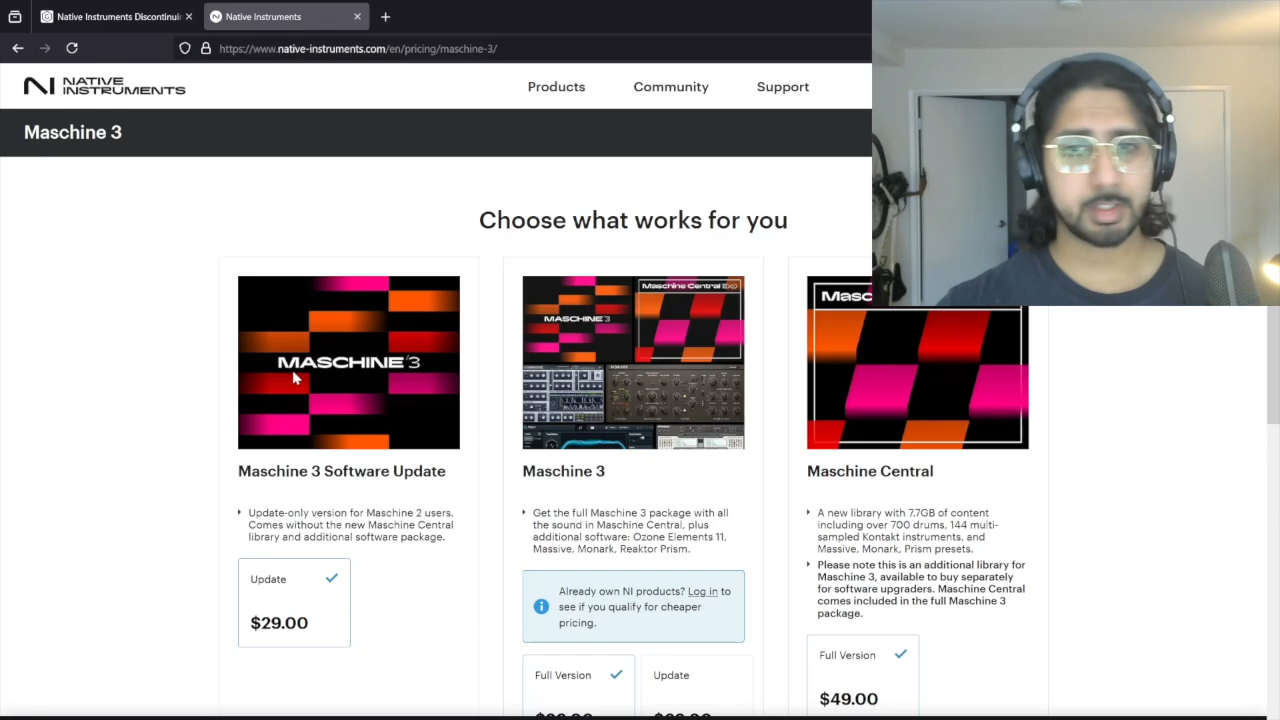 Native Instruments Discontinui
Native Instruments
https://www.native-instruments.com/en/pricing/maschine-3/
NATIVE
INSTRUMENTS
Products
Community
Support
Maschine 3
Choose what works for you
MASCHINE 3
MASCHINE 3
Maschine Central Exp
Masc
Maschine 3 Software Update
Update-only version for Maschine 2 users.
Comes without the new Maschine Central
library and additional software package.
Update
$29.00
Maschine 3
Get the full Maschine 3 package with all
the sound in Maschine Central, plus
additional software: Ozone Elements 11,
Massive, Monark, Reaktor Prism.
Already own NI products? Log in to
see if you qualify for cheaper
pricing.
Full Version
Update
Maschine Central
A new library with 7.7GB of content
including over 700 drums, 144 multi-
sampled Kontakt instruments, and
Massive, Monark, Prism presets.
Please note this is an additional library for
Maschine 3, available to buy separately
for software upgraders. Maschine Central
comes included in the full Maschine 3
package.
Full Version
$49.00